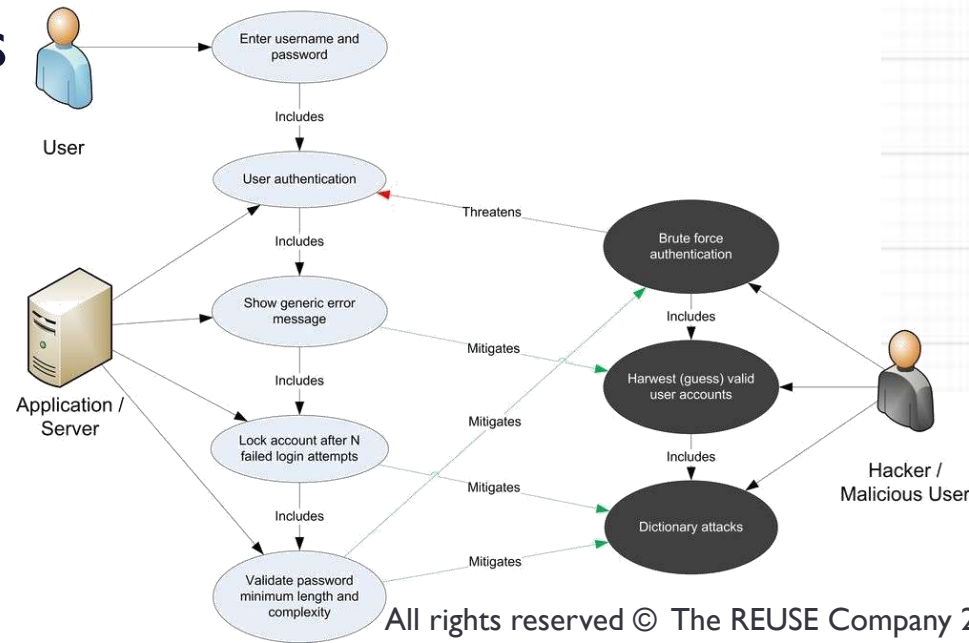 s
Enter username and
password
User
Includes
User authentication
Threatens
Includes
Brute force
authentication
Show generic error
message
Includes
Mitigates
Harwest (guess) valid
user accounts
Includes
Application /
Server
Mitigates
Lock account after N
failed login attempts
Includes
Hacker /
Malicious User
Mitigates
Includes
Dictionary attacks
Mitigates
Validate password
minimum length and
complexity
All rights reserved © The REUSE Company 2